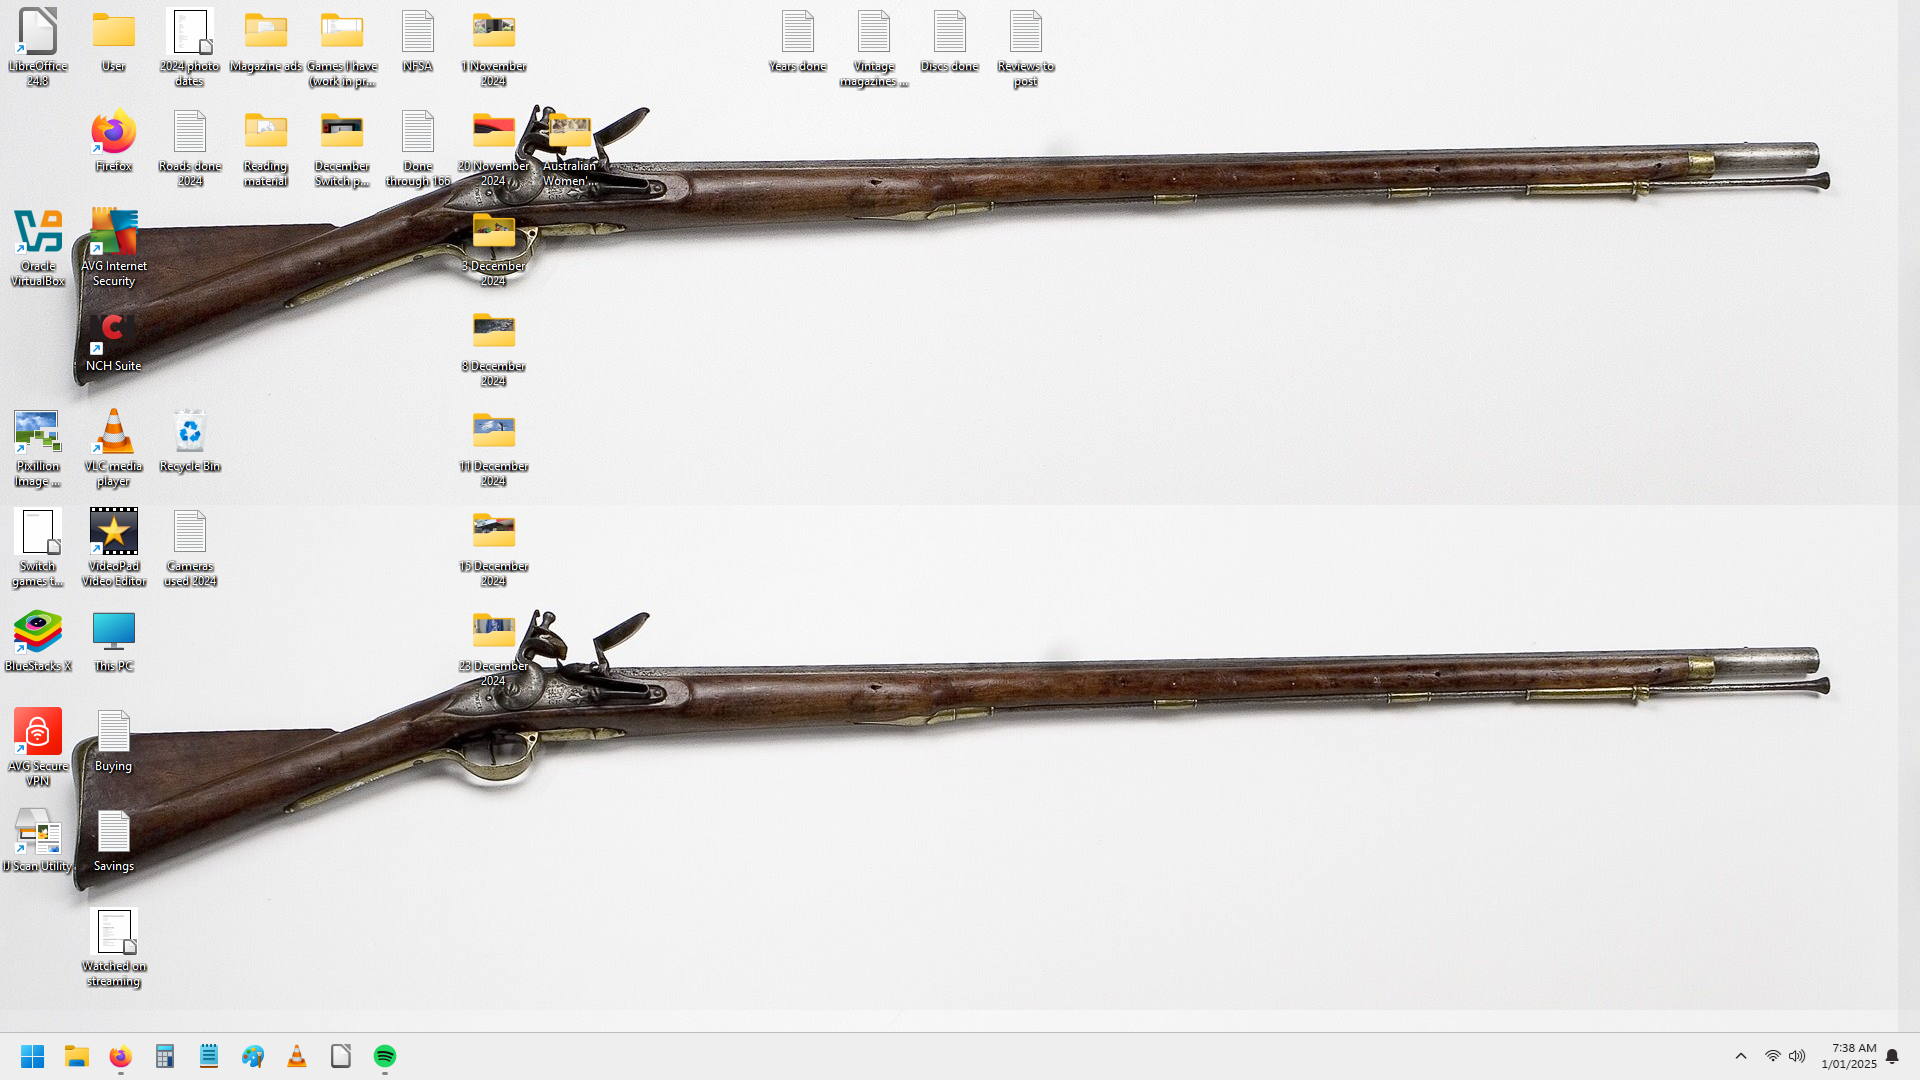 LibreOffice
24.8
User
2024 photo
dates
Magazine ads
Games I have
(work in pr...
NFSA
1 November
2024
Years done
Vintage
magazines ...
Discs done
Reviews to
post
Firefox
Roads done
2024
Reading
material
December
Switch p...
Done
through 166
20 November
2024
Australian
Women'...
Oracle
VirtualBox
AVG Internet
Security
3 December
2024
NCH Suite
8 December
2024
Pixillion
Image ...
VLC media
player
Recycle Bin
11 December
2024
Switch
games t...
VideoPad
Video Editor
Cameras
used 2024
15 December
2024
BlueStacks X
This PC
23 December
2024
AVG Secure
VPN
Buying
IJ Scan Utility
Savings
Watched on
streaming
7:38 AM
1/01/2025